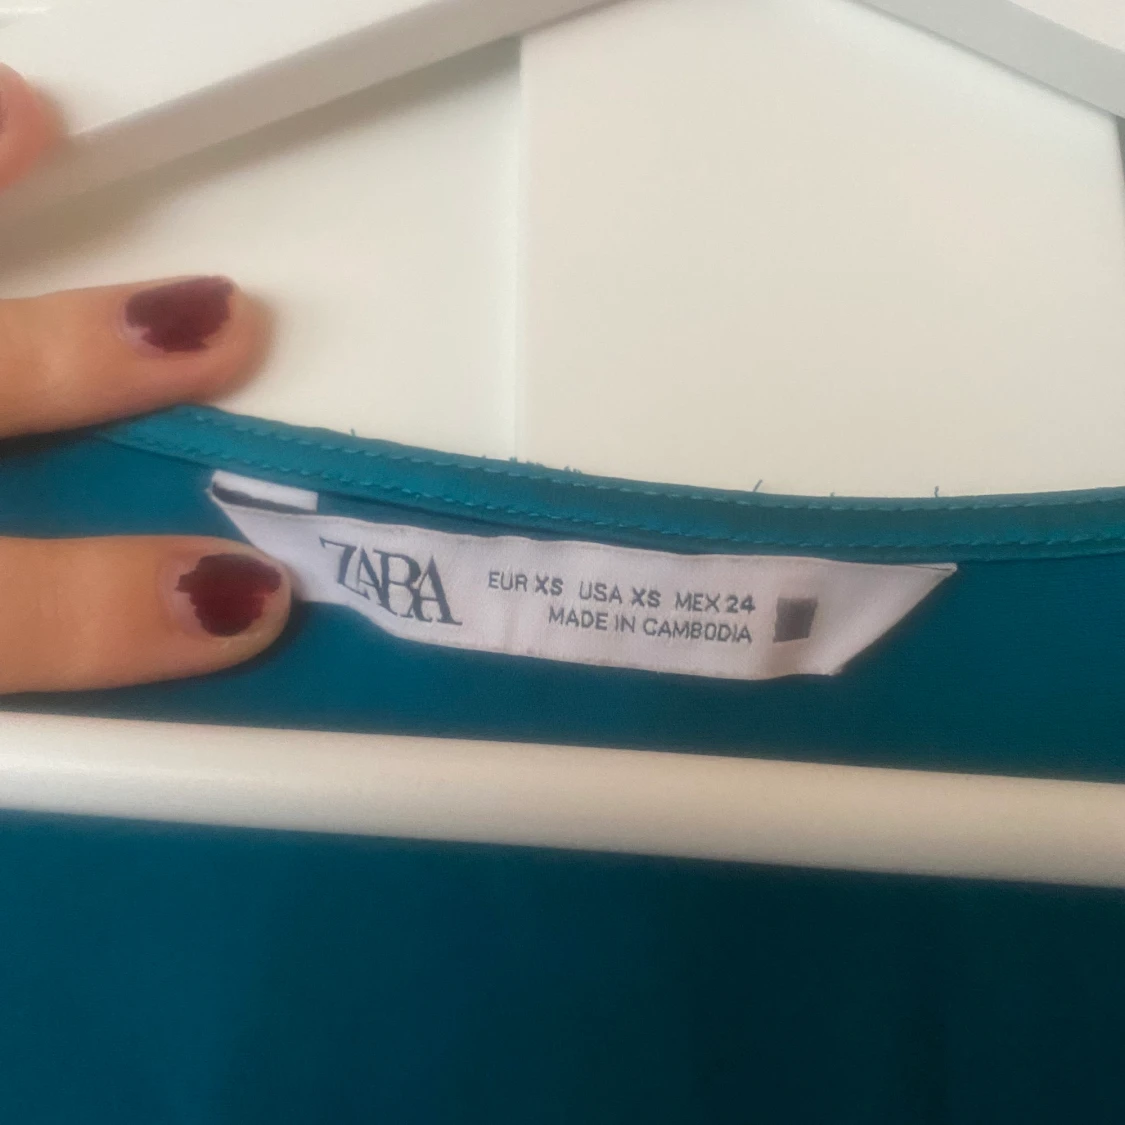 ZARA
EUR XS USA XS MEX 24
MADE IN CAMBODIA